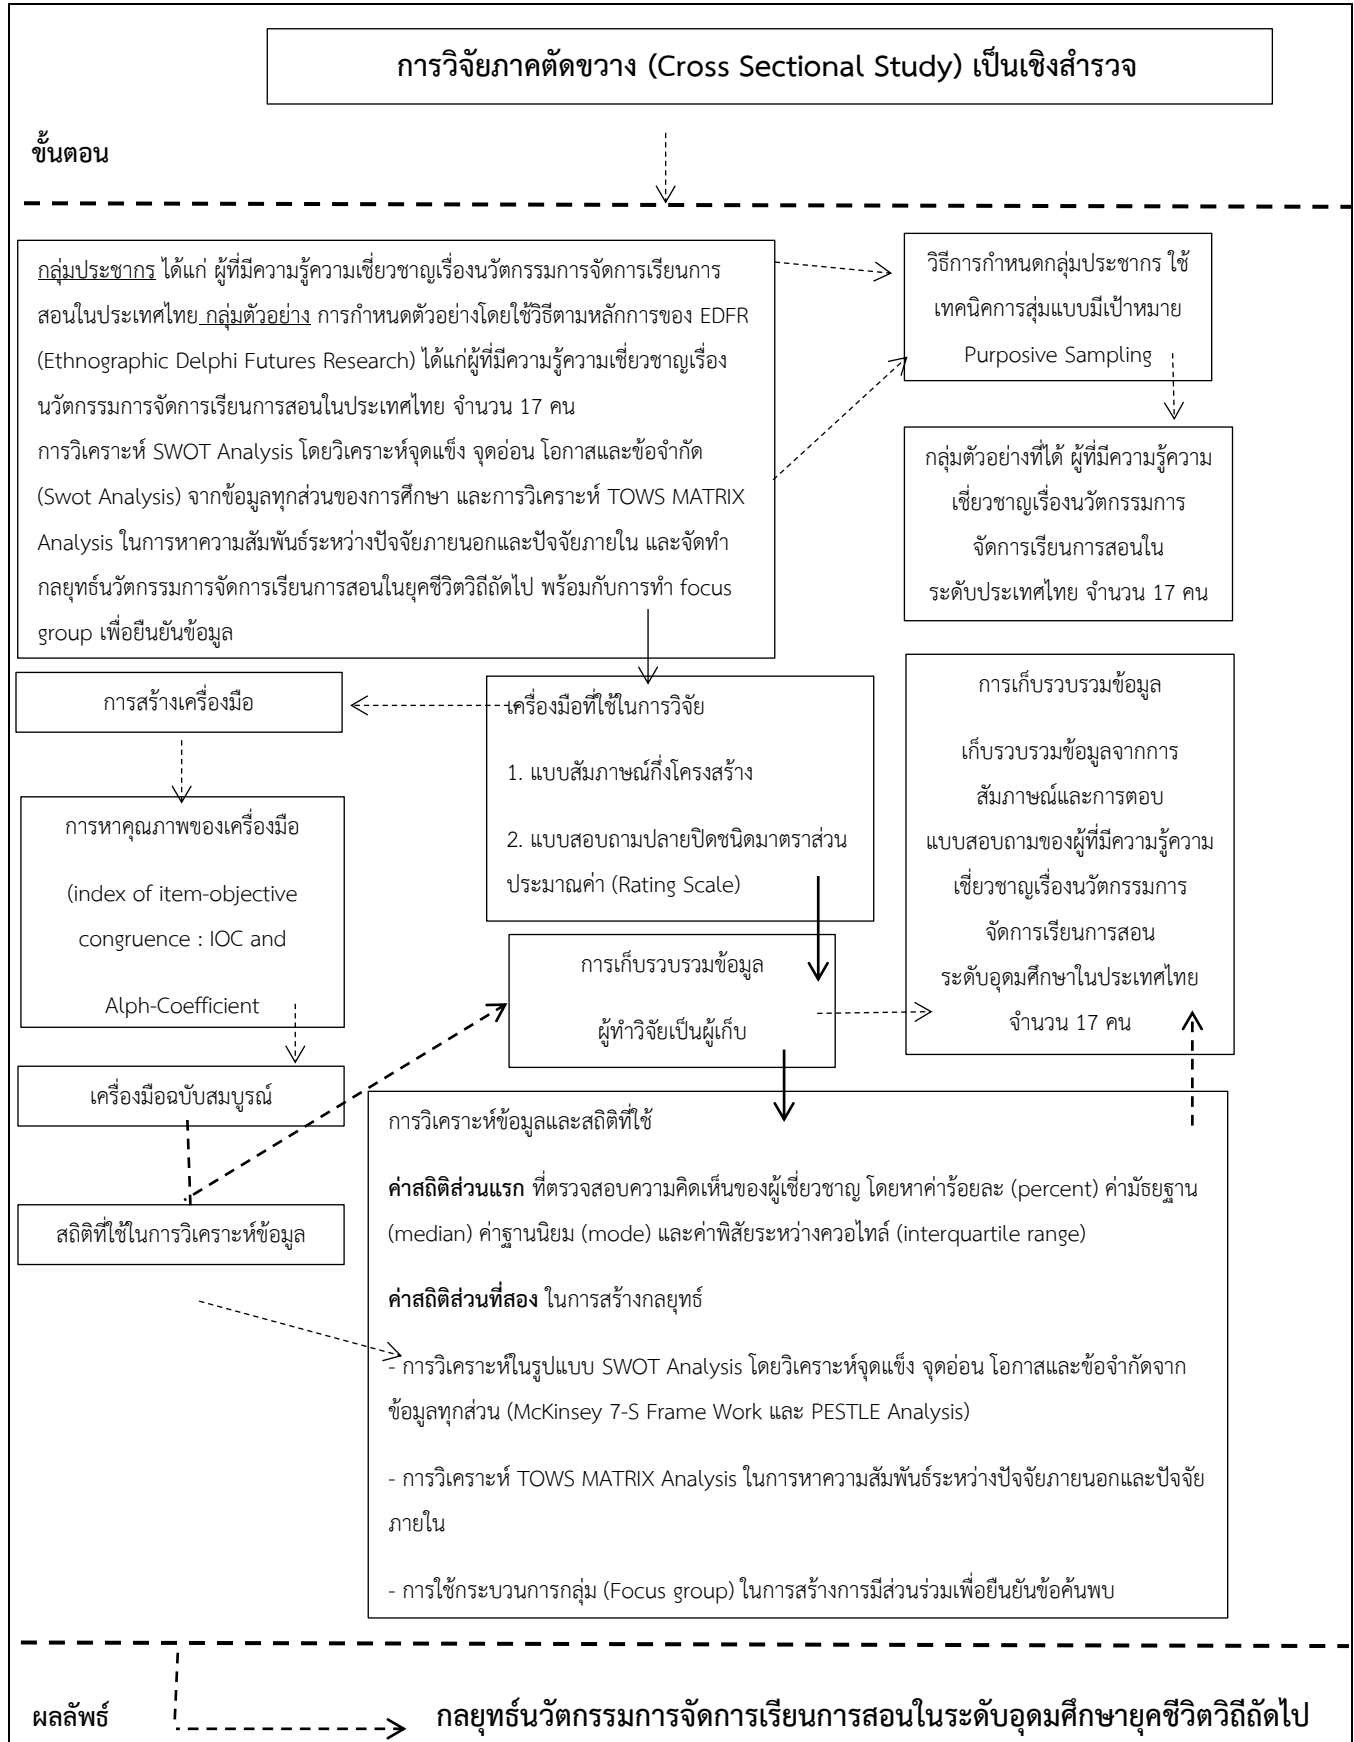 การวิจัยภาคตัดขวาง (Cross Sectional Study) เป็นเชิงสำรวจ
ขั้นตอน
กลุ่มประชากร ได้แก่ ผู้ที่มีความรู้ความเชี่ยวชาญเรื่องนวัตกรรมการจัดการเรียนการ
สอนในประเทศไทย กลุ่มตัวอย่าง การกำหนดตัวอย่างโดยใช้วิธีตามหลักการของ EDFR
(Ethnographic Delphi Futures Research) ได้แก่ผู้ที่มีความรู้ความเชี่ยวชาญเรื่อง
นวัตกรรมการจัดการเรียนการสอนในประเทศไทย จำนวน 17 คน
การวิเคราะห์ SWOT Analysis โดยวิเคราะห์จุดแข็ง จุดอ่อน โอกาสและข้อจำกัด
(Swot Analysis) จากข้อมูลทุกส่วนของการศึกษา และการวิเคราะห์ TOWS MATRIX
Analysis ในการหาความสัมพันธ์ระหว่างปัจจัยภายนอกและปัจจัยภายใน และจัดทำ
กลยุทธ์นวัตกรรมการจัดการเรียนการสอนในยุคชีวิตวิถีถัดไป พร้อมกับการทำ focus
group เพื่อยืนยันข้อมูล
วิธีการกำหนดกลุ่มประชากร ใช้
เทคนิคการสุ่มแบบมีเป้าหมาย
Purposive Sampling
กลุ่มตัวอย่างที่ได้ ผู้ที่มีความรู้ความ
เชี่ยวชาญเรื่องนวัตกรรมการ
จัดการเรียนการสอนใน
ระดับประเทศไทย จำนวน 17 คน
การสร้างเครื่องมือ
เครื่องมือที่ใช้ในการวิจัย
1. แบบสัมภาษณ์กึ่งโครงสร้าง
2. แบบสอบถามปลายปิดชนิดมาตราส่วน
ประมาณค่า (Rating Scale)
การเก็บรวบรวมข้อมูล
เก็บรวบรวมข้อมูลจากการ
สัมภาษณ์และการตอบ
แบบสอบถามของผู้ที่มีความรู้ความ
เชี่ยวชาญเรื่องนวัตกรรมการ
จัดการเรียนการสอน
ระดับอุดมศึกษาในประเทศไทย
จำนวน 17 คน
การหาคุณภาพของเครื่องมือ
(index of item-objective
congruence : IOC and
Alph-Coefficient
การเก็บรวบรวมข้อมูล
ผู้ทำวิจัยเป็นผู้เก็บ
เครื่องมือฉบับสมบูรณ์
สถิติที่ใช้ในการวิเคราะห์ข้อมูล
การวิเคราะห์ข้อมูลและสถิติที่ใช้
ค่าสถิติส่วนแรก ที่ตรวจสอบความคิดเห็นของผู้เชี่ยวชาญ โดยหาค่าร้อยละ (percent) ค่ามัธยฐาน
(median) ค่าฐานนิยม (mode) และค่าพิสัยระหว่างควอไทล์ (interquartile range)
ค่าสถิติส่วนที่สอง ในการสร้างกลยุทธ์
- การวิเคราะห์ในรูปแบบ SWOT Analysis โดยวิเคราะห์จุดแข็ง จุดอ่อน โอกาสและข้อจำกัดจาก
ข้อมูลทุกส่วน (McKinsey 7-S Frame Work และ PESTLE Analysis)
- การวิเคราะห์ TOWS MATRIX Analysis ในการหาความสัมพันธ์ระหว่างปัจจัยภายนอกและปัจจัย
ภายใน
- การใช้กระบวนการกลุ่ม (Focus group) ในการสร้างการมีส่วนร่วมเพื่อยืนยันข้อค้นพบ
ผลลัพธ์
กลยุทธ์นวัตกรรมการจัดการเรียนการสอนในระดับอุดมศึกษายุคชีวิตวิถีถัดไป